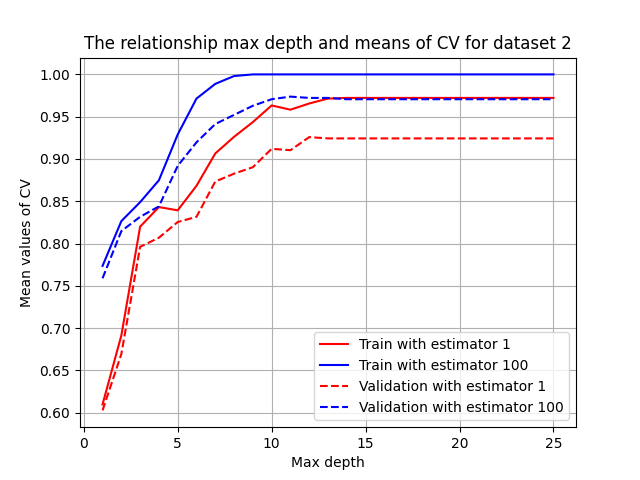 The relationship max depth and means of CV for dataset 2
1.00
0.95
0.90
0.85
0.80
0.75
0.70
0.65
0.60
Mean values of CV
Train with estimator 1
Train with estimator 100
Validation with estimator 1
Validation with estimator 100
0 5 10 15 20 25
Max depth